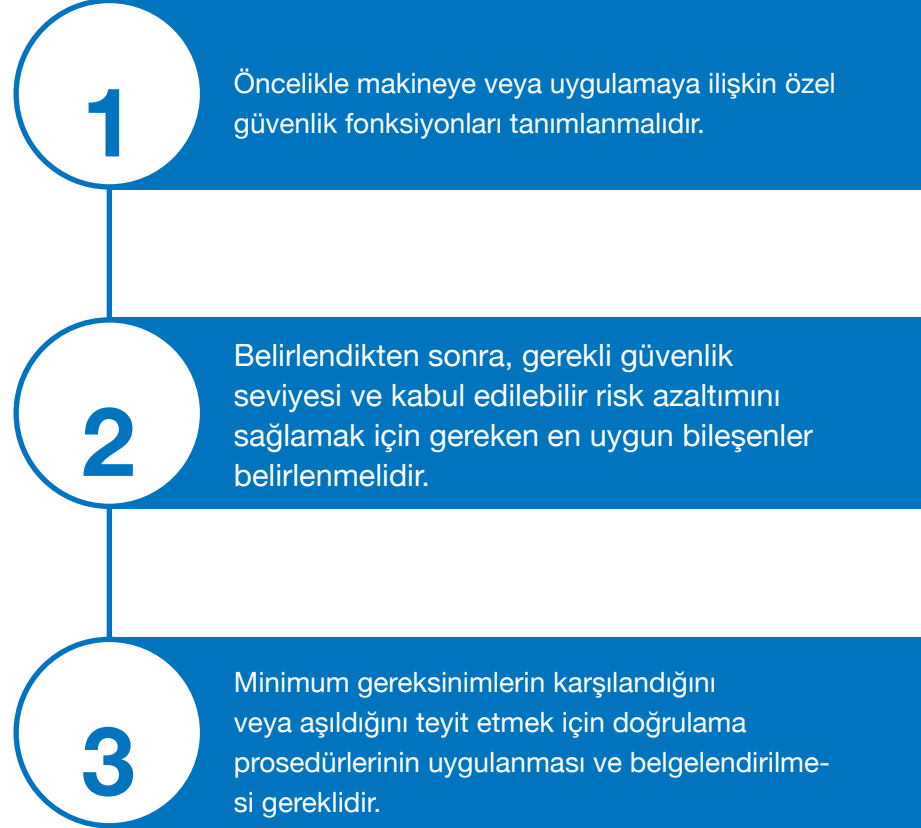 1
Öncelikle makineye veya uygulamaya ilişkin özel
güvenlik fonksiyonları tanımlanmalıdır.
2
Belirlendikten sonra, gerekli güvenlik
seviyesi ve kabul edilebilir risk azaltımını
sağlamak için gereken en uygun bileşenler
belirlenmelidir.
3
Minimum gereksinimlerin karşılandığını
veya aşıldığını teyit etmek için doğrulama
prosedürlerinin uygulanması ve belgelendirilme-
si gereklidir.